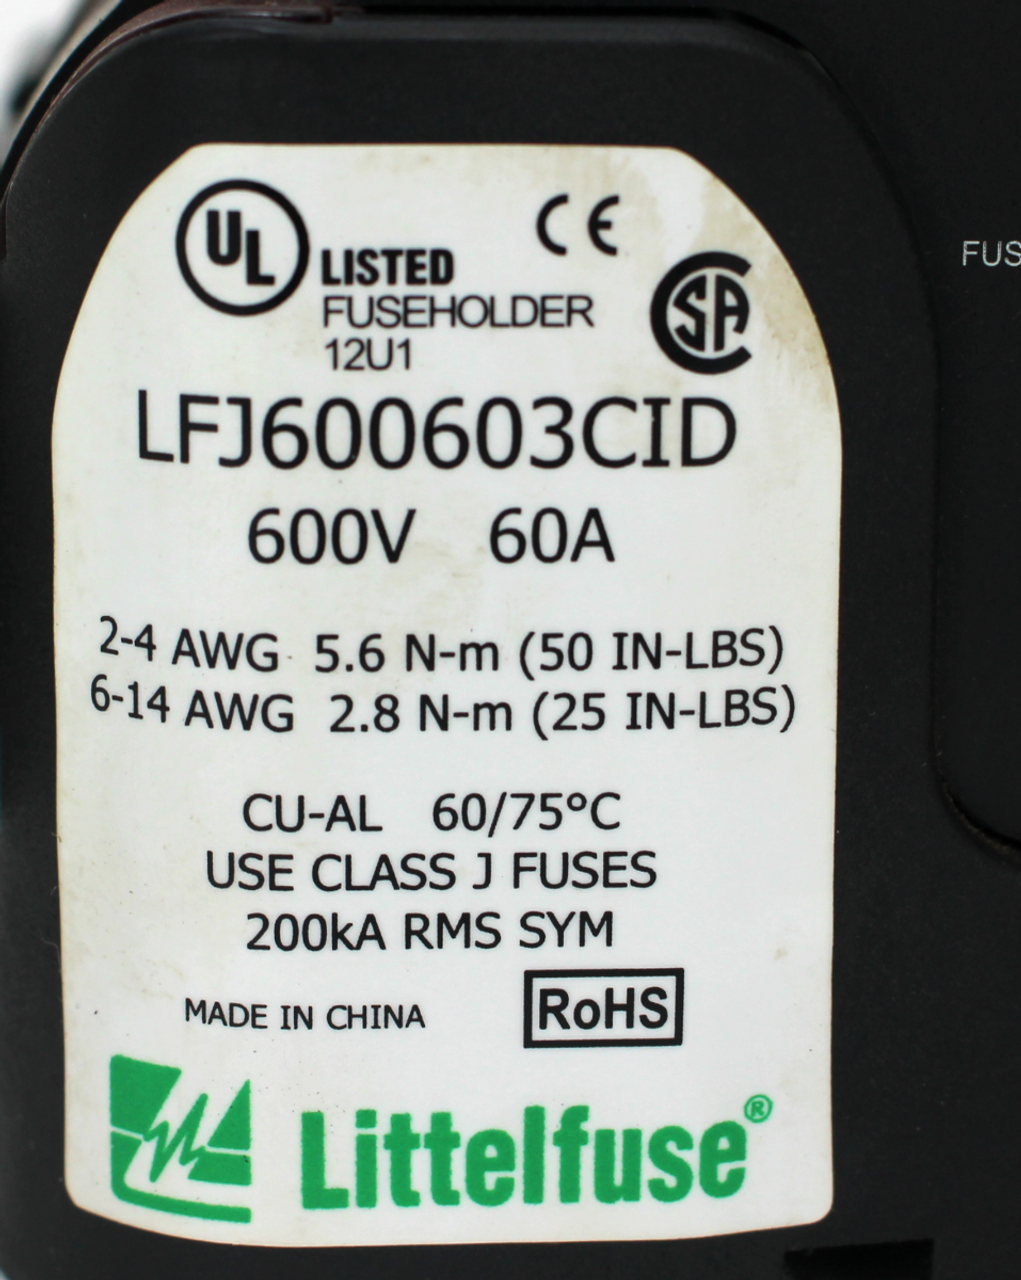 UL LISTED
CE
FUSEHOLDER
12U1
SA
LFJ600603CID
600V 60A
2-4 AWG 5.6 N-m (50 IN-LBS)
6-14 AWG 2.8 N-m (25 IN-LBS)
CU-AL 60/75°C
USE CLASS J FUSES
200kA RMS SYM
MADE IN CHINA
RoHS
Littelfuse®
FUS